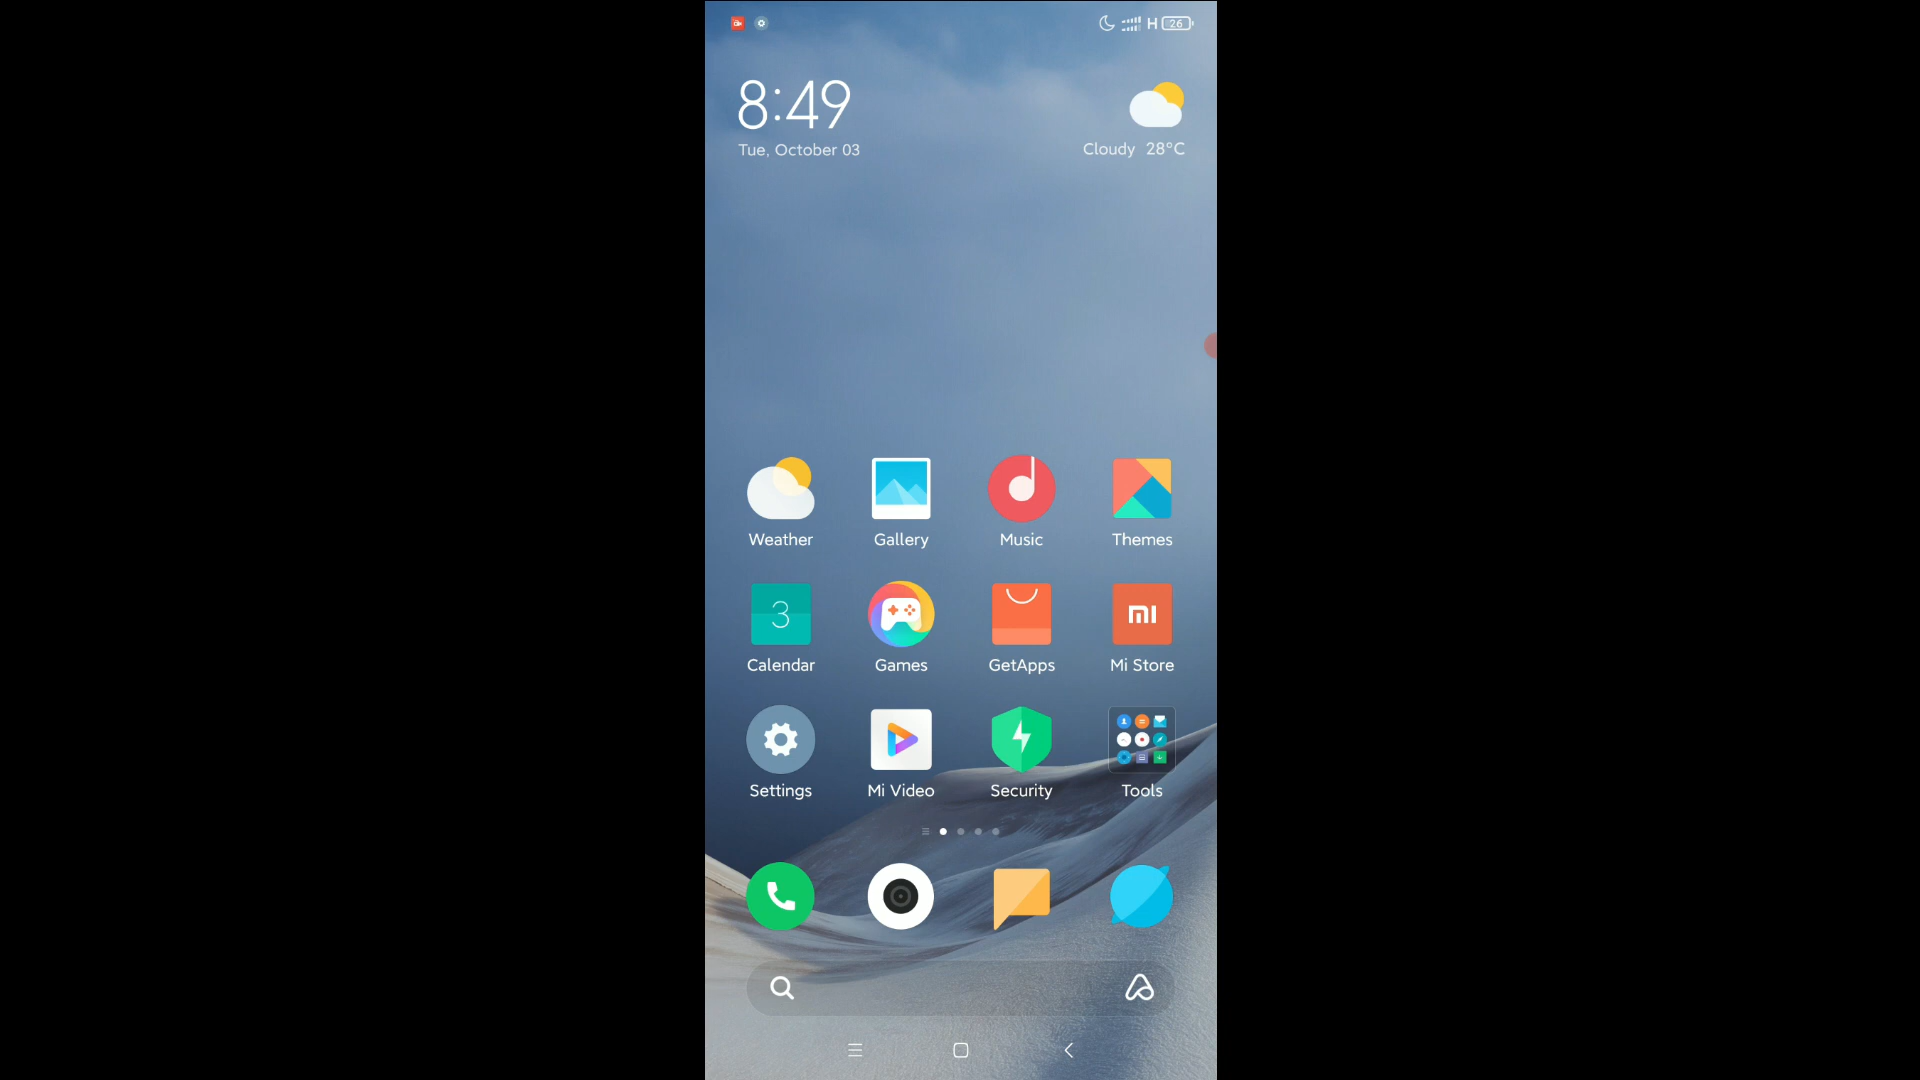 H 26
8:49
Tue, October 03
Cloudy 28°C
Weather Gallery Music Themes
3
mi
Calendar Games GetApps Mi Store
Settings Mi Video Security Tools